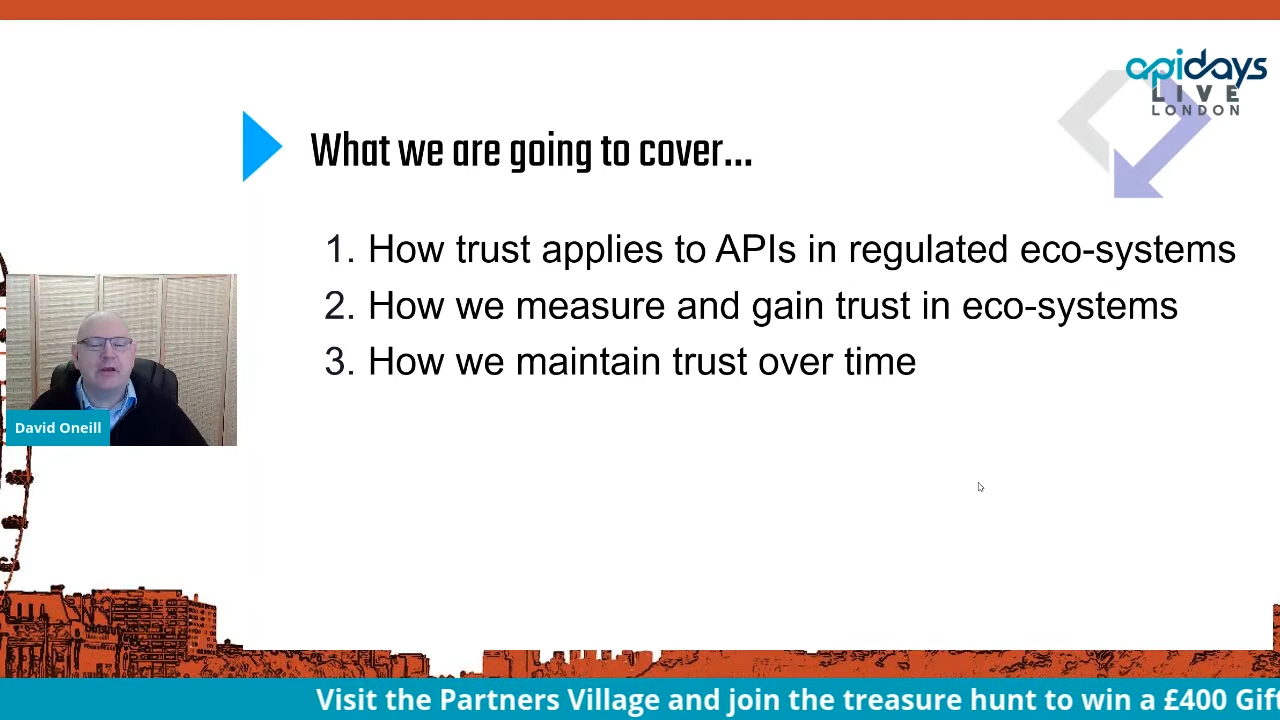 apidays
LIVE
LONDON
What we are going to cover...
1. How trust applies to APIs in regulated eco-systems
2. How we measure and gain trust in eco-systems
3. How we maintain trust over time
David Oneill
Visit the Partners Village and join the treasure hunt to win a £400 Gift